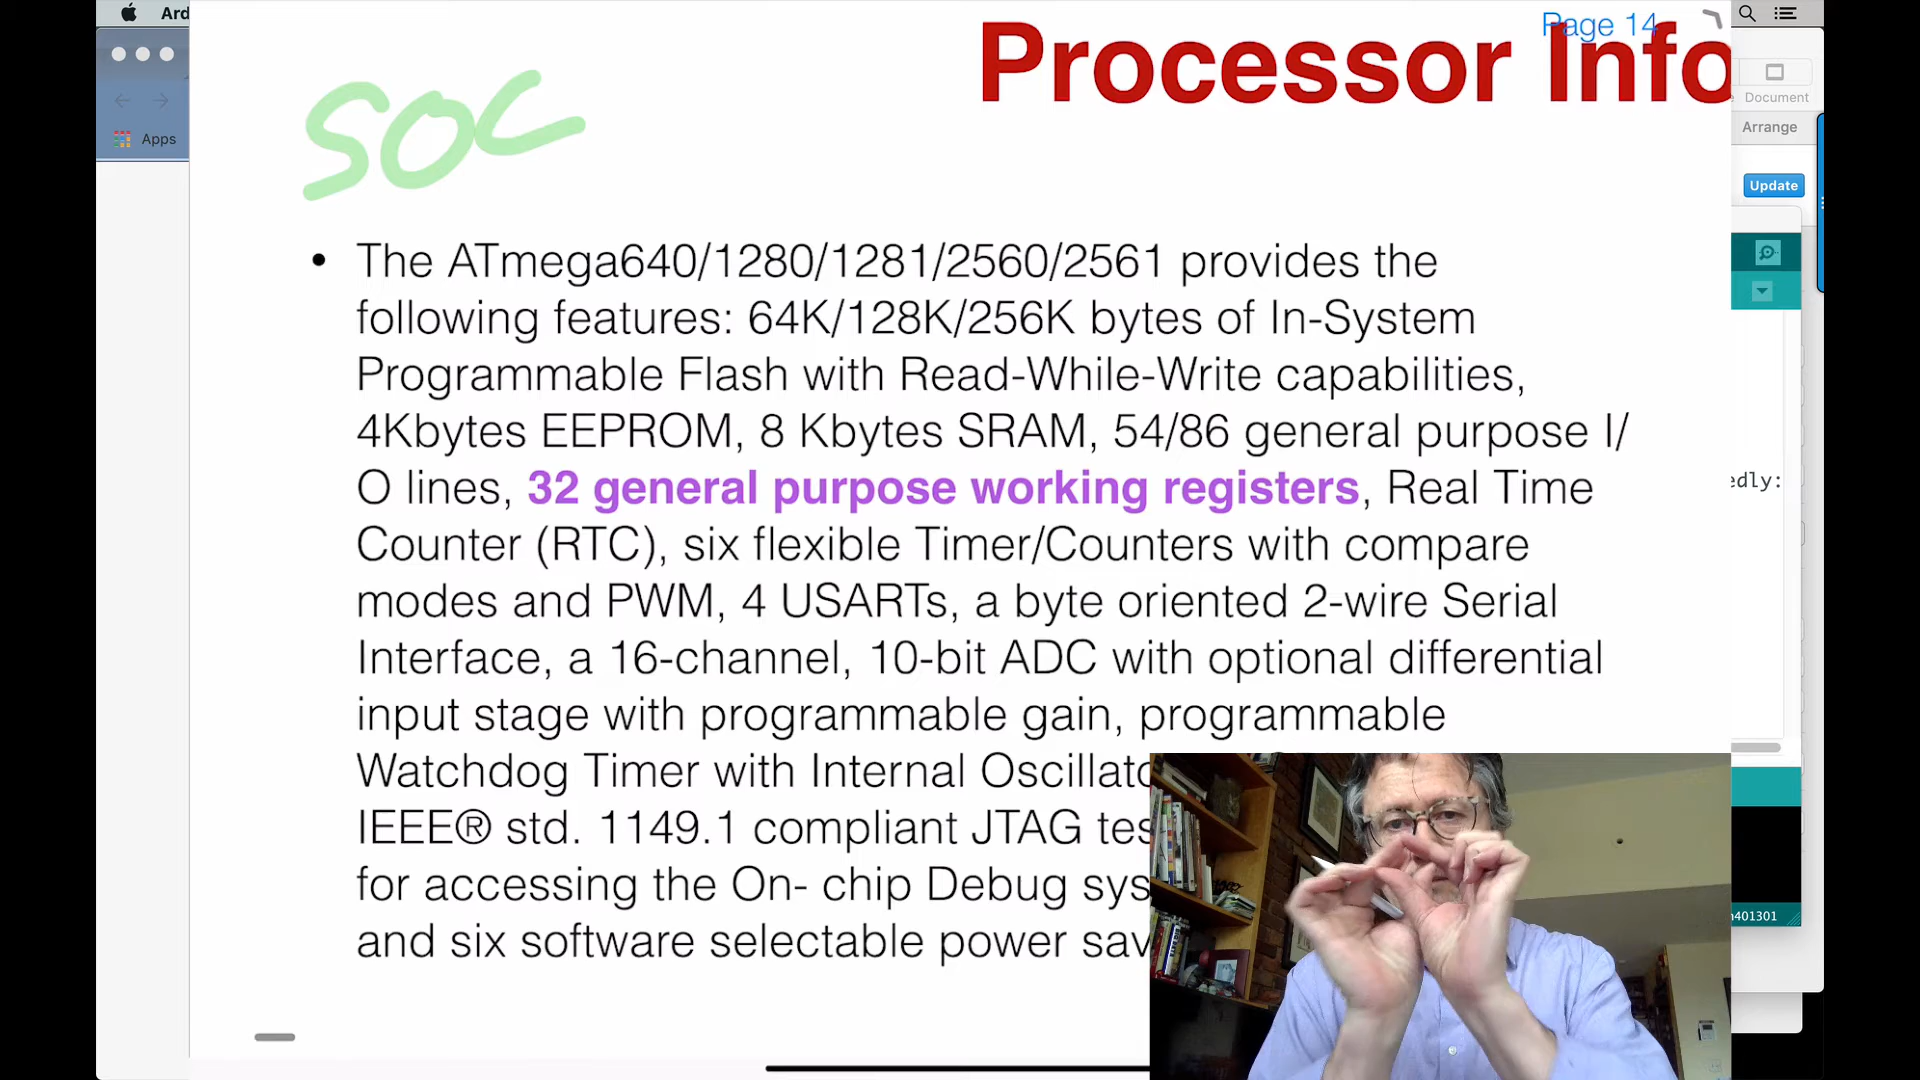 Ard
Page 14
Processor Info
SOC
Document
Apps
Arrange
Update
• The ATmega640/1280/1281/2560/2561 provides the
following features: 64K/128K/256K bytes of In-System
Programmable Flash with Read-While-Write capabilities,
4Kbytes EEPROM, 8 Kbytes SRAM, 54/86 general purpose I/
O lines, 32 general purpose working registers, Real Time
edly:
Counter (RTC), six flexible Timer/Counters with compare
modes and PWM, 4 USARTs, a byte oriented 2-wire Serial
Interface, a 16-channel, 10-bit ADC with optional differential
input stage with programmable gain, programmable
Watchdog Timer with Internal Oscillato
IEEE® std. 1149.1 compliant JTAG tes
for accessing the On- chip Debug sys
and six software selectable power sav
401301